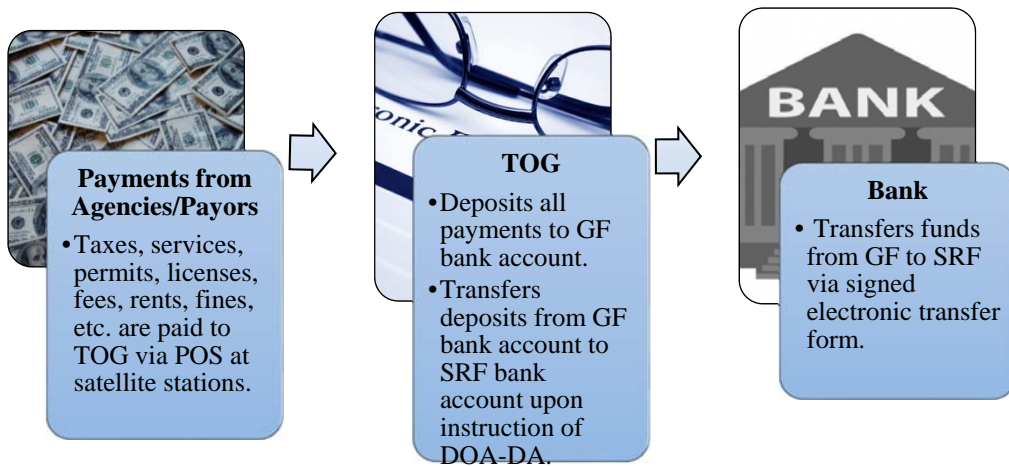 Payments from
Agencies/Payors
•Taxes, services,
permits, licenses,
fees, rents, fines,
etc. are paid to
TOG via POS at
satellite stations.
onic
TOG
•Deposits all
payments to GF
bank account.
•Transfers
deposits from GF
bank account to
SRF bank
account upon
instruction of
DOA-DA.
BANK
Bank
• Transfers funds
from GF to SRF
via signed
electronic transfer
form.